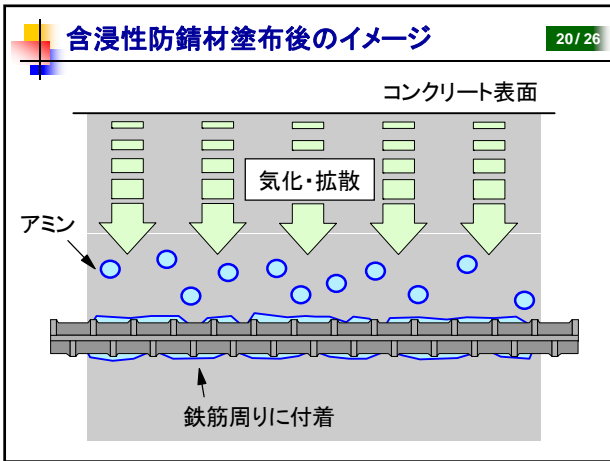 含浸性防錆材塗布後のイメージ
20/26
コンクリート表面
気化・拡散
アミン
鉄筋周りに付着